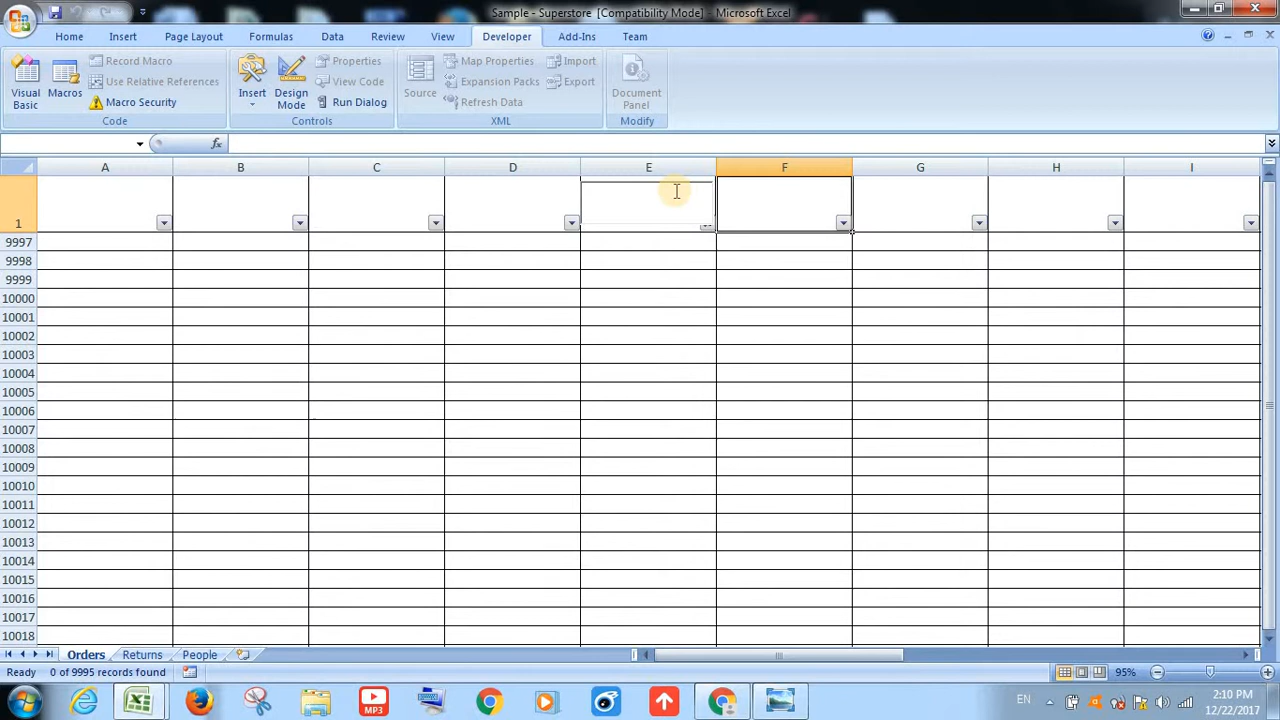 Sample - Superstore [Compatibility Mode] - Microsoft Excel
Home Insert Page Layout Formulas Data Review View Developer Add-Ins Team
Visual Basic
Macros
Record Macro
Use Relative References
Macro Security
Code
Insert
Design Mode
Properties
View Code
Run Dialog
Controls
Source
Map Properties
Expansion Packs
Refresh Data
Import
Export
XML
Document Panel
Modify
fx
A B C D E F G H I
1
9997
9998
9999
10000
10001
10002
10003
10004
10005
10006
10007
10008
10009
10010
10011
10012
10013
10014
10015
10016
10017
10018
Orders Returns People
Ready 0 of 9995 records found 95%
MP3
EN
2:10 PM
12/22/2017